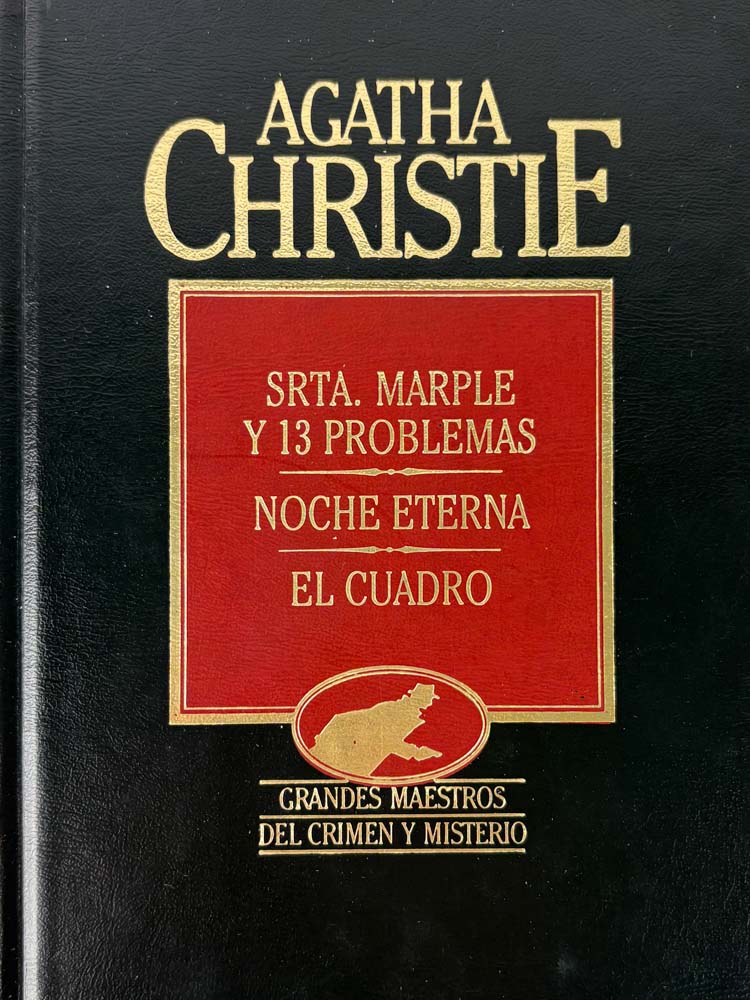 AGATHA
CHRISTIE
SRTA. MARPLE
Y 13 PROBLEMAS
NOCHE ETERNA
EL CUADRO
GRANDES MAESTROS
DEL CRIMEN Y MISTERIO